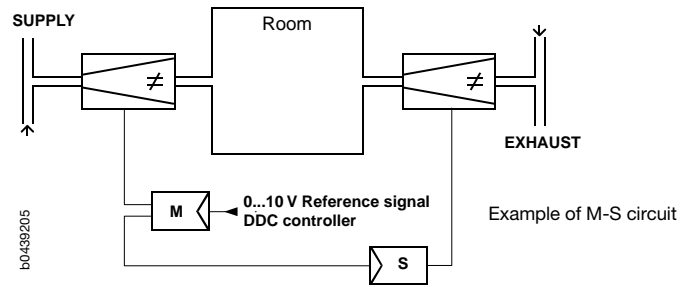 SUPPLY
Room
≠
≠
EXHAUST
M
0...10 V Reference signal
DDC controller
Example of M-S circuit
S
b0439205